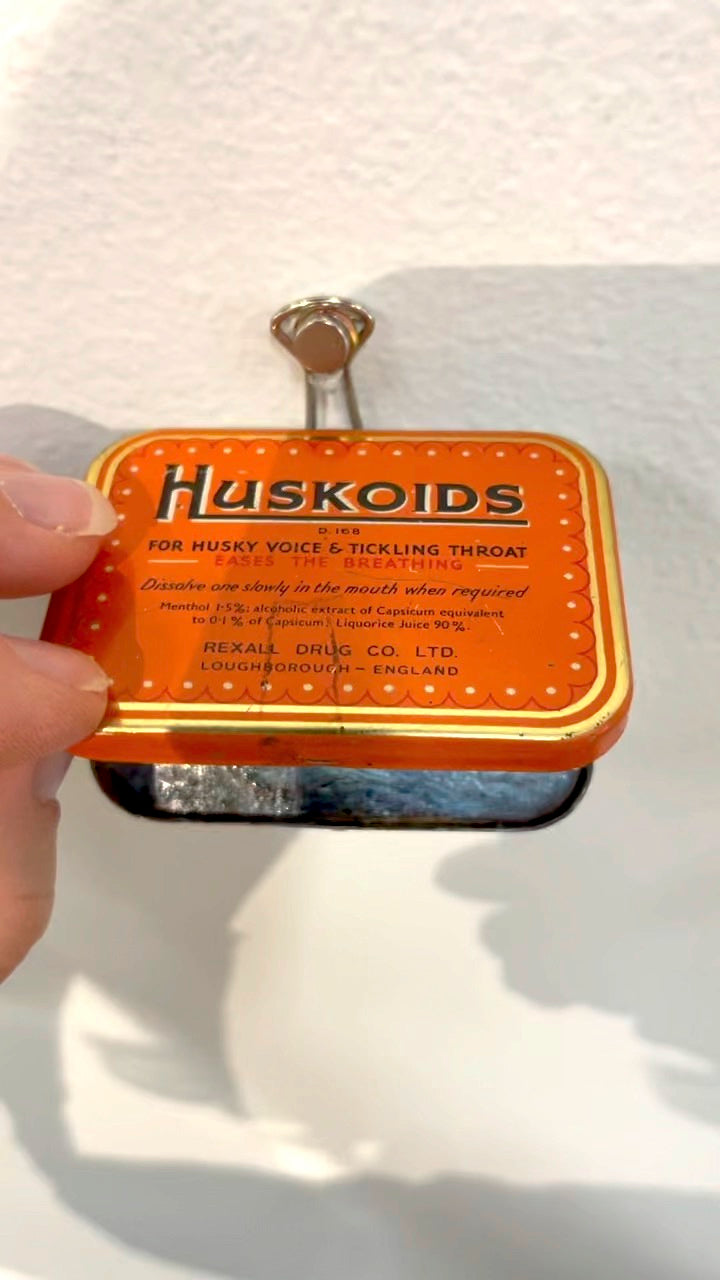 HUSKOIDS
D.168
FOR HUSKY VOICE & TICKLING THROAT
EASES THE BREATHING
Dissolve one slowly in the mouth when required
Menthol 1·5%; alcoholic extract of Capsicum equivalent
to 0·1% of Capsicum; Liquorice Juice 90%.
REXALL DRUG CO. LTD.
LOUGHBOROUGH – ENGLAND